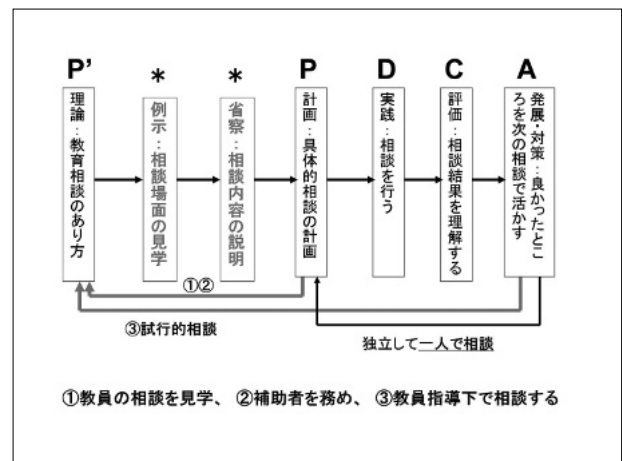 P’ * * P D C A
理論：教育相談のあり方
例示：相談場面の見学
省察：相談内容の説明
計画：具体的相談の計画
実践：相談を行う
評価：相談結果を理解する
発展・対策：良かったとこ
ろを次の相談で活かす
①②
③試行的相談
独立して一人で相談
①教員の相談を見学、②補助者を務め、③教員指導下で相談する